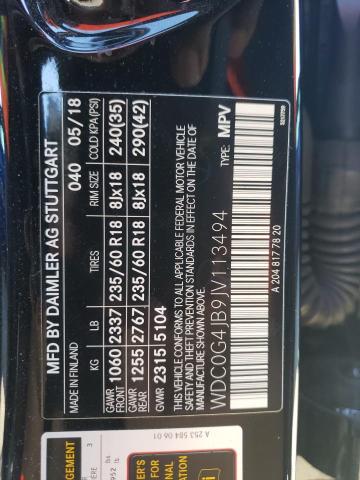 MFD BY DAIMLER AG STUTTGART
MADE IN FINLAND 040 05/18
KG LB TIRES RIM SIZE COLD KPA(PSI)
GAWR FRONT 1060 2337 235/60 R18 8Jx18 240(35)
GAWR REAR 1255 2767 235/60 R18 8Jx18 290(42)
GVWR 2315 5104
THIS VEHICLE CONFORMS TO ALL APPLICABLE FEDERAL MOTOR VEHICLE
SAFETY, BUMPER, AND THEFT PREVENTION STANDARDS IN EFFECT ON THE DATE OF
MANUFACTURE SHOWN ABOVE.
TYPE: MPV
WDC0G4JB9JV113494
A 204 817 78 20
A 253 584 06 01
3